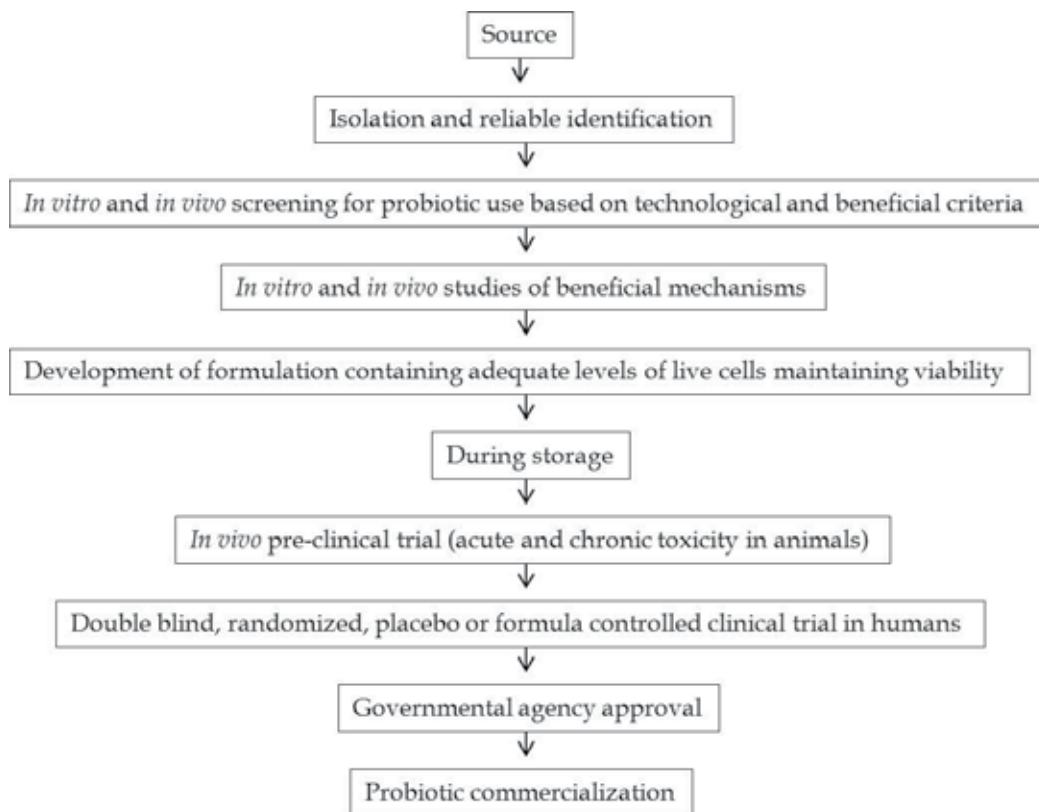 Source
Isolation and reliable identification
In vitro and in vivo screening for probiotic use based on technological and beneficial criteria
In vitro and in vivo studies of beneficial mechanisms
Development of formulation containing adequate levels of live cells maintaining viability
During storage
In vivo pre-clinical trial (acute and chronic toxicity in animals)
Double blind, randomized, placebo or formula controlled clinical trial in humans
Governmental agency approval
Probiotic commercialization